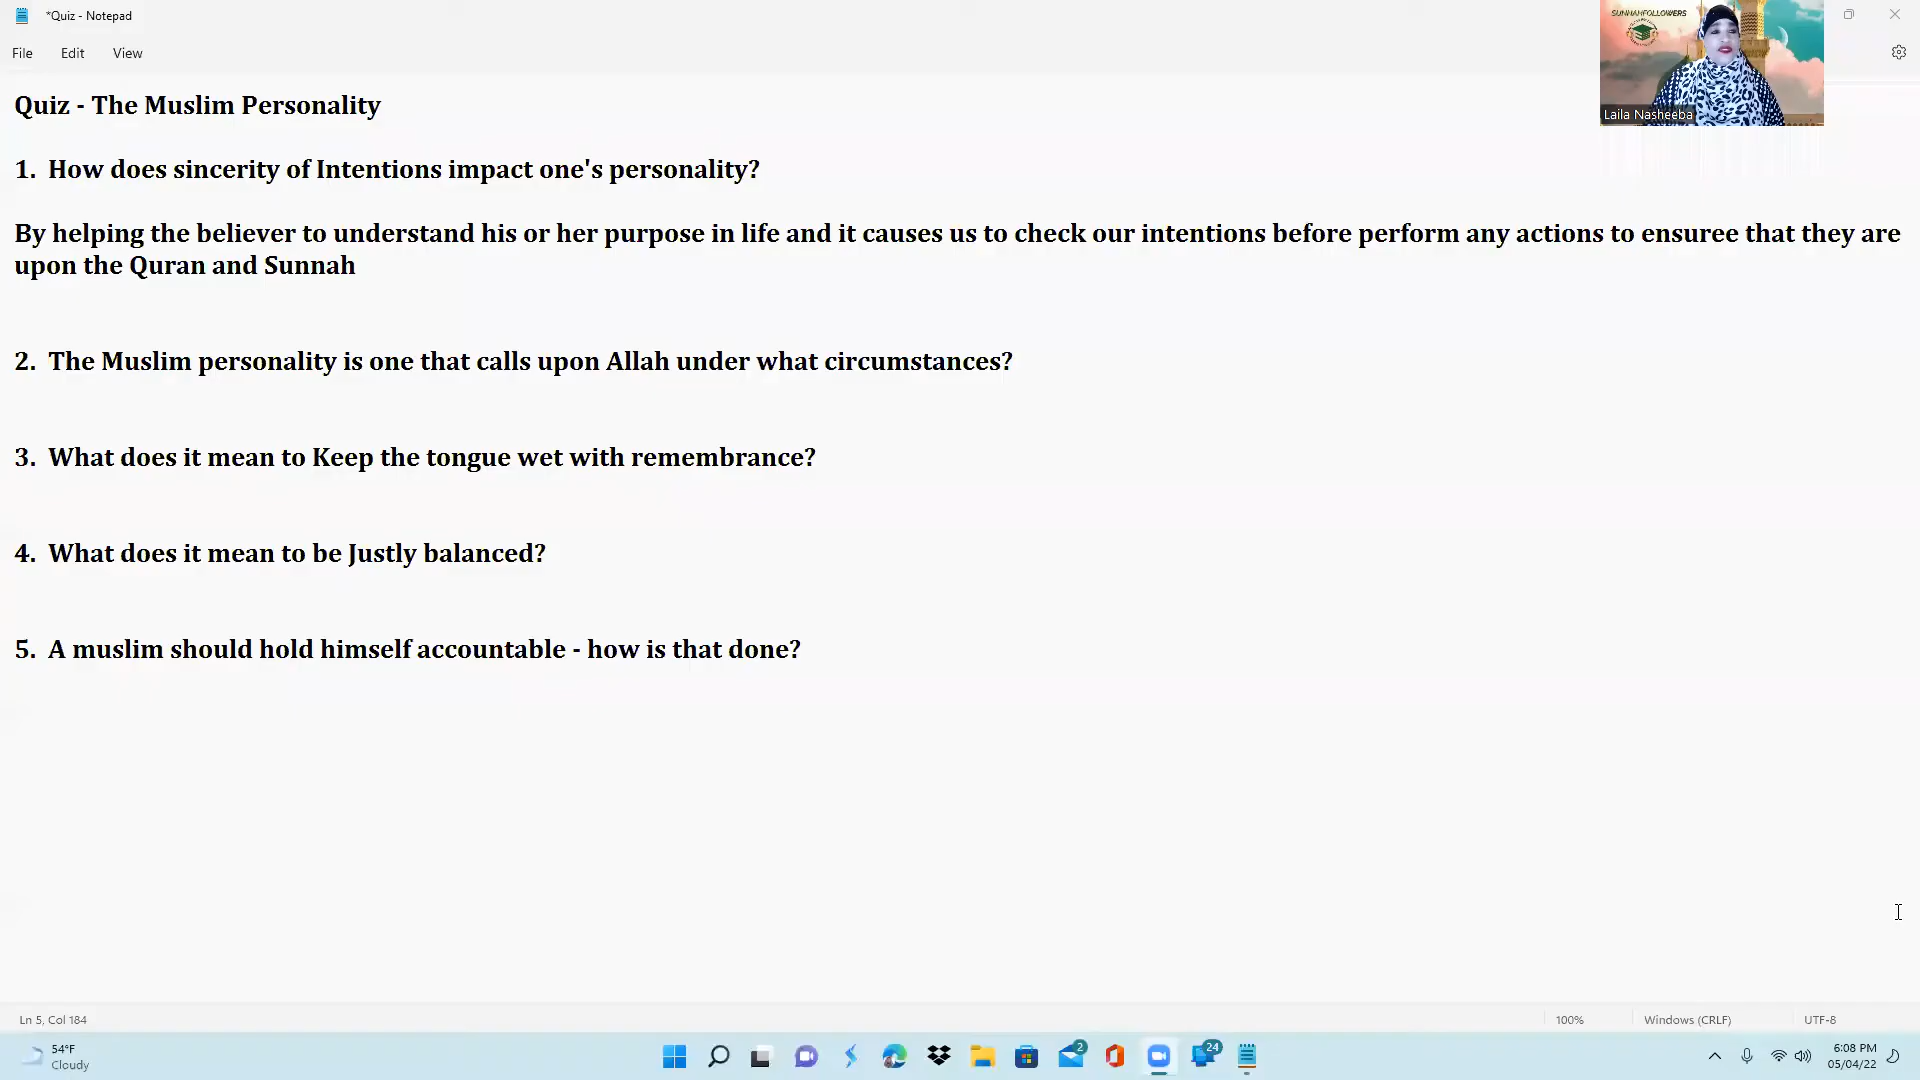 *Quiz - Notepad
File Edit View
SUNNAHFOLLOWERS
Laila Nasheeba
Quiz - The Muslim Personality
1. How does sincerity of Intentions impact one's personality?
By helping the believer to understand his or her purpose in life and it causes us to check our intentions before perform any actions to ensuree that they are
upon the Quran and Sunnah
2. The Muslim personality is one that calls upon Allah under what circumstances?
3. What does it mean to Keep the tongue wet with remembrance?
4. What does it mean to be Justly balanced?
5. A muslim should hold himself accountable - how is that done?
Ln 5, Col 184 100% Windows (CRLF) UTF-8
54°F
Cloudy
2
24
6:08 PM
05/04/22